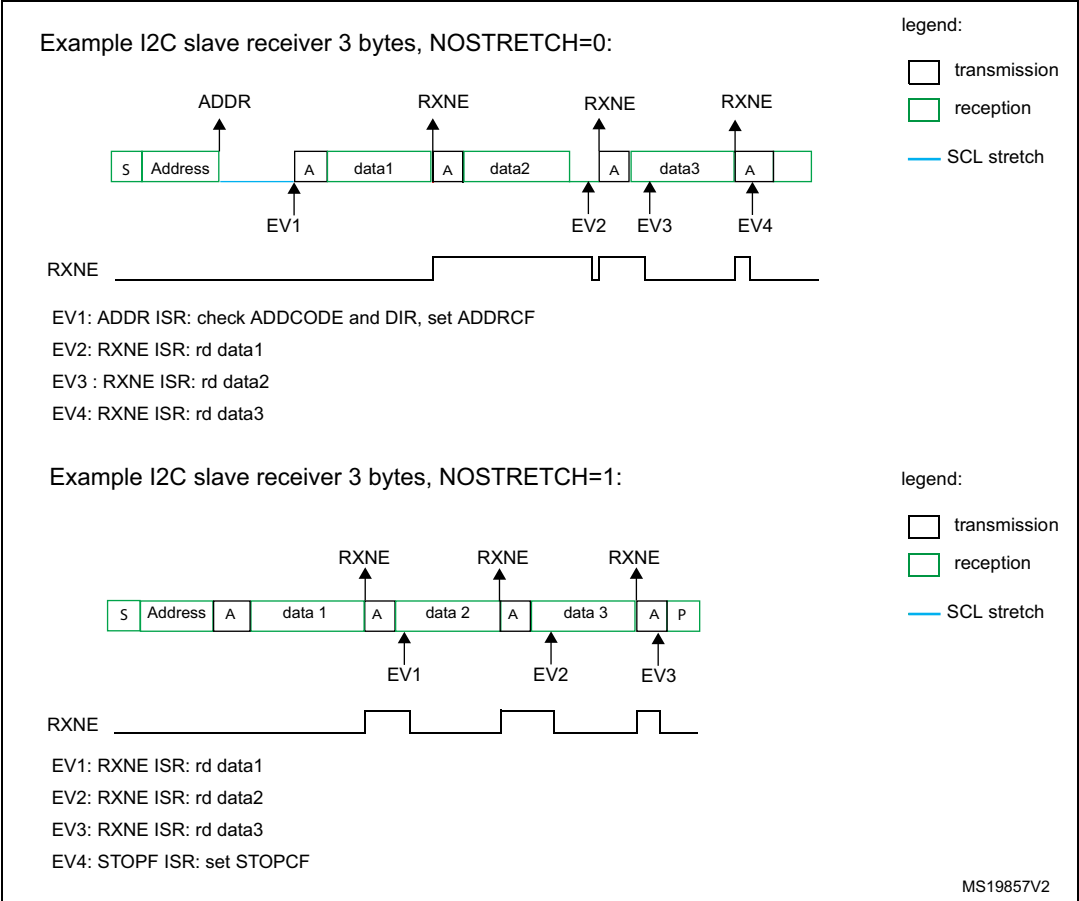 Example I2C slave receiver 3 bytes, NOSTRETCH=0:
legend:
transmission
reception
SCL stretch
ADDR RXNE RXNE RXNE
S Address A data1 A data2 A data3 A
EV1 EV2 EV3 EV4
RXNE
EV1: ADDR ISR: check ADDCODE and DIR, set ADDRCF
EV2: RXNE ISR: rd data1
EV3 : RXNE ISR: rd data2
EV4: RXNE ISR: rd data3
Example I2C slave receiver 3 bytes, NOSTRETCH=1:
legend:
transmission
reception
SCL stretch
RXNE RXNE RXNE
S Address A data 1 A data 2 A data 3 A P
EV1 EV2 EV3
RXNE
EV1: RXNE ISR: rd data1
EV2: RXNE ISR: rd data2
EV3: RXNE ISR: rd data3
EV4: STOPF ISR: set STOPCF
MS19857V2